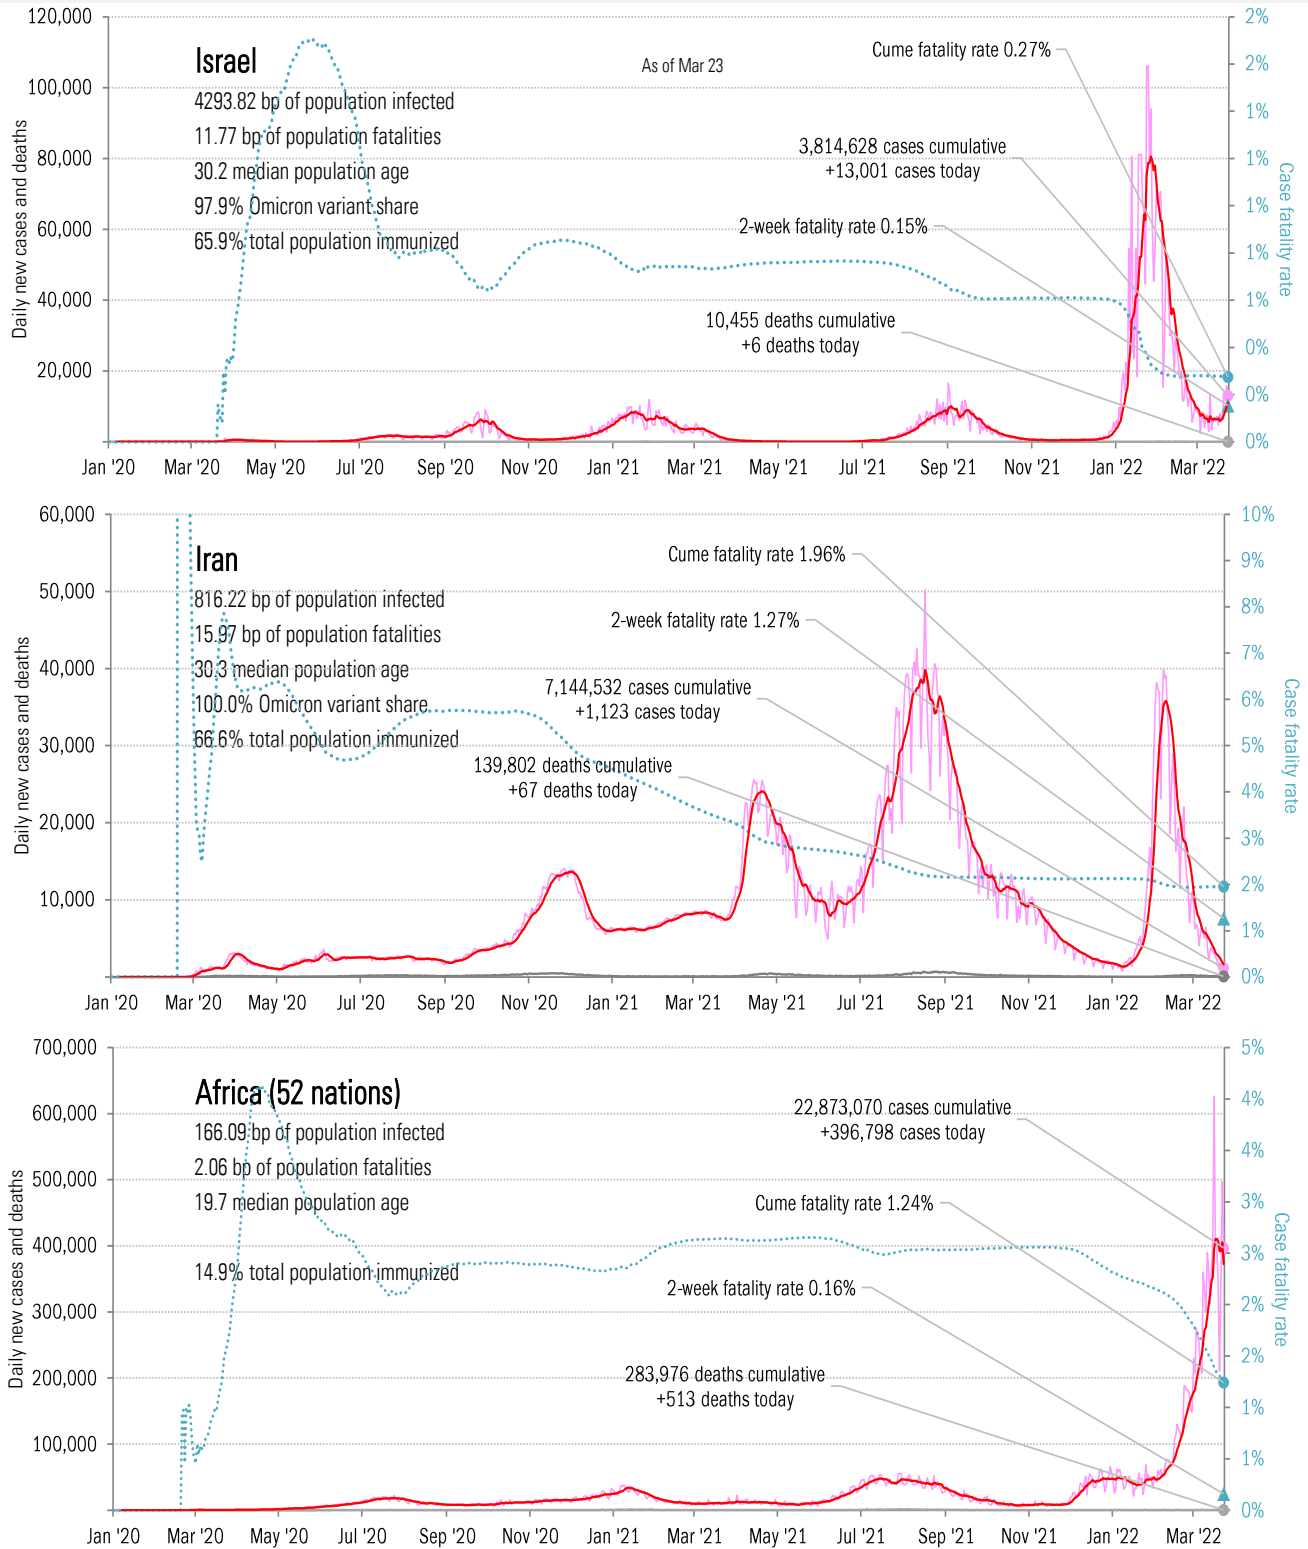 120,000
100,000
80,000
60,000
40,000
20,000
Daily new cases and deaths
Israel
4293.82 bp of population infected
11.77 bp of population fatalities
30.2 median population age
97.9% Omicron variant share
65.9% total population immunized
As of Mar 23
Cume fatality rate 0.27%
3,814,628 cases cumulative
+13,001 cases today
2-week fatality rate 0.15%
10,455 deaths cumulative
+6 deaths today
2%
2%
1%
1%
1%
1%
1%
0%
0%
0%
Case fatality rate
Jan '20 Mar '20 May '20 Jul '20 Sep '20 Nov '20 Jan '21 Mar '21 May '21 Jul '21 Sep '21 Nov '21 Jan '22 Mar '22
60,000
50,000
40,000
30,000
20,000
10,000
Daily new cases and deaths
Iran
816.22 bp of population infected
15.97 bp of population fatalities
30.3 median population age
100.0% Omicron variant share
66.6% total population immunized
Cume fatality rate 1.96%
2-week fatality rate 1.27%
7,144,532 cases cumulative
+1,123 cases today
139,802 deaths cumulative
+67 deaths today
10%
9%
8%
7%
6%
5%
4%
3%
2%
1%
0%
Case fatality rate
Jan '20 Mar '20 May '20 Jul '20 Sep '20 Nov '20 Jan '21 Mar '21 May '21 Jul '21 Sep '21 Nov '21 Jan '22 Mar '22
700,000
600,000
500,000
400,000
300,000
200,000
100,000
Daily new cases and deaths
Africa (52 nations)
166.09 bp of population infected
2.06 bp of population fatalities
19.7 median population age
14.9% total population immunized
22,873,070 cases cumulative
+396,798 cases today
Cume fatality rate 1.24%
2-week fatality rate 0.16%
283,976 deaths cumulative
+513 deaths today
5%
4%
4%
3%
3%
2%
2%
1%
1%
0%
Case fatality rate
Jan '20 Mar '20 May '20 Jul '20 Sep '20 Nov '20 Jan '21 Mar '21 May '21 Jul '21 Sep '21 Nov '21 Jan '22 Mar '22